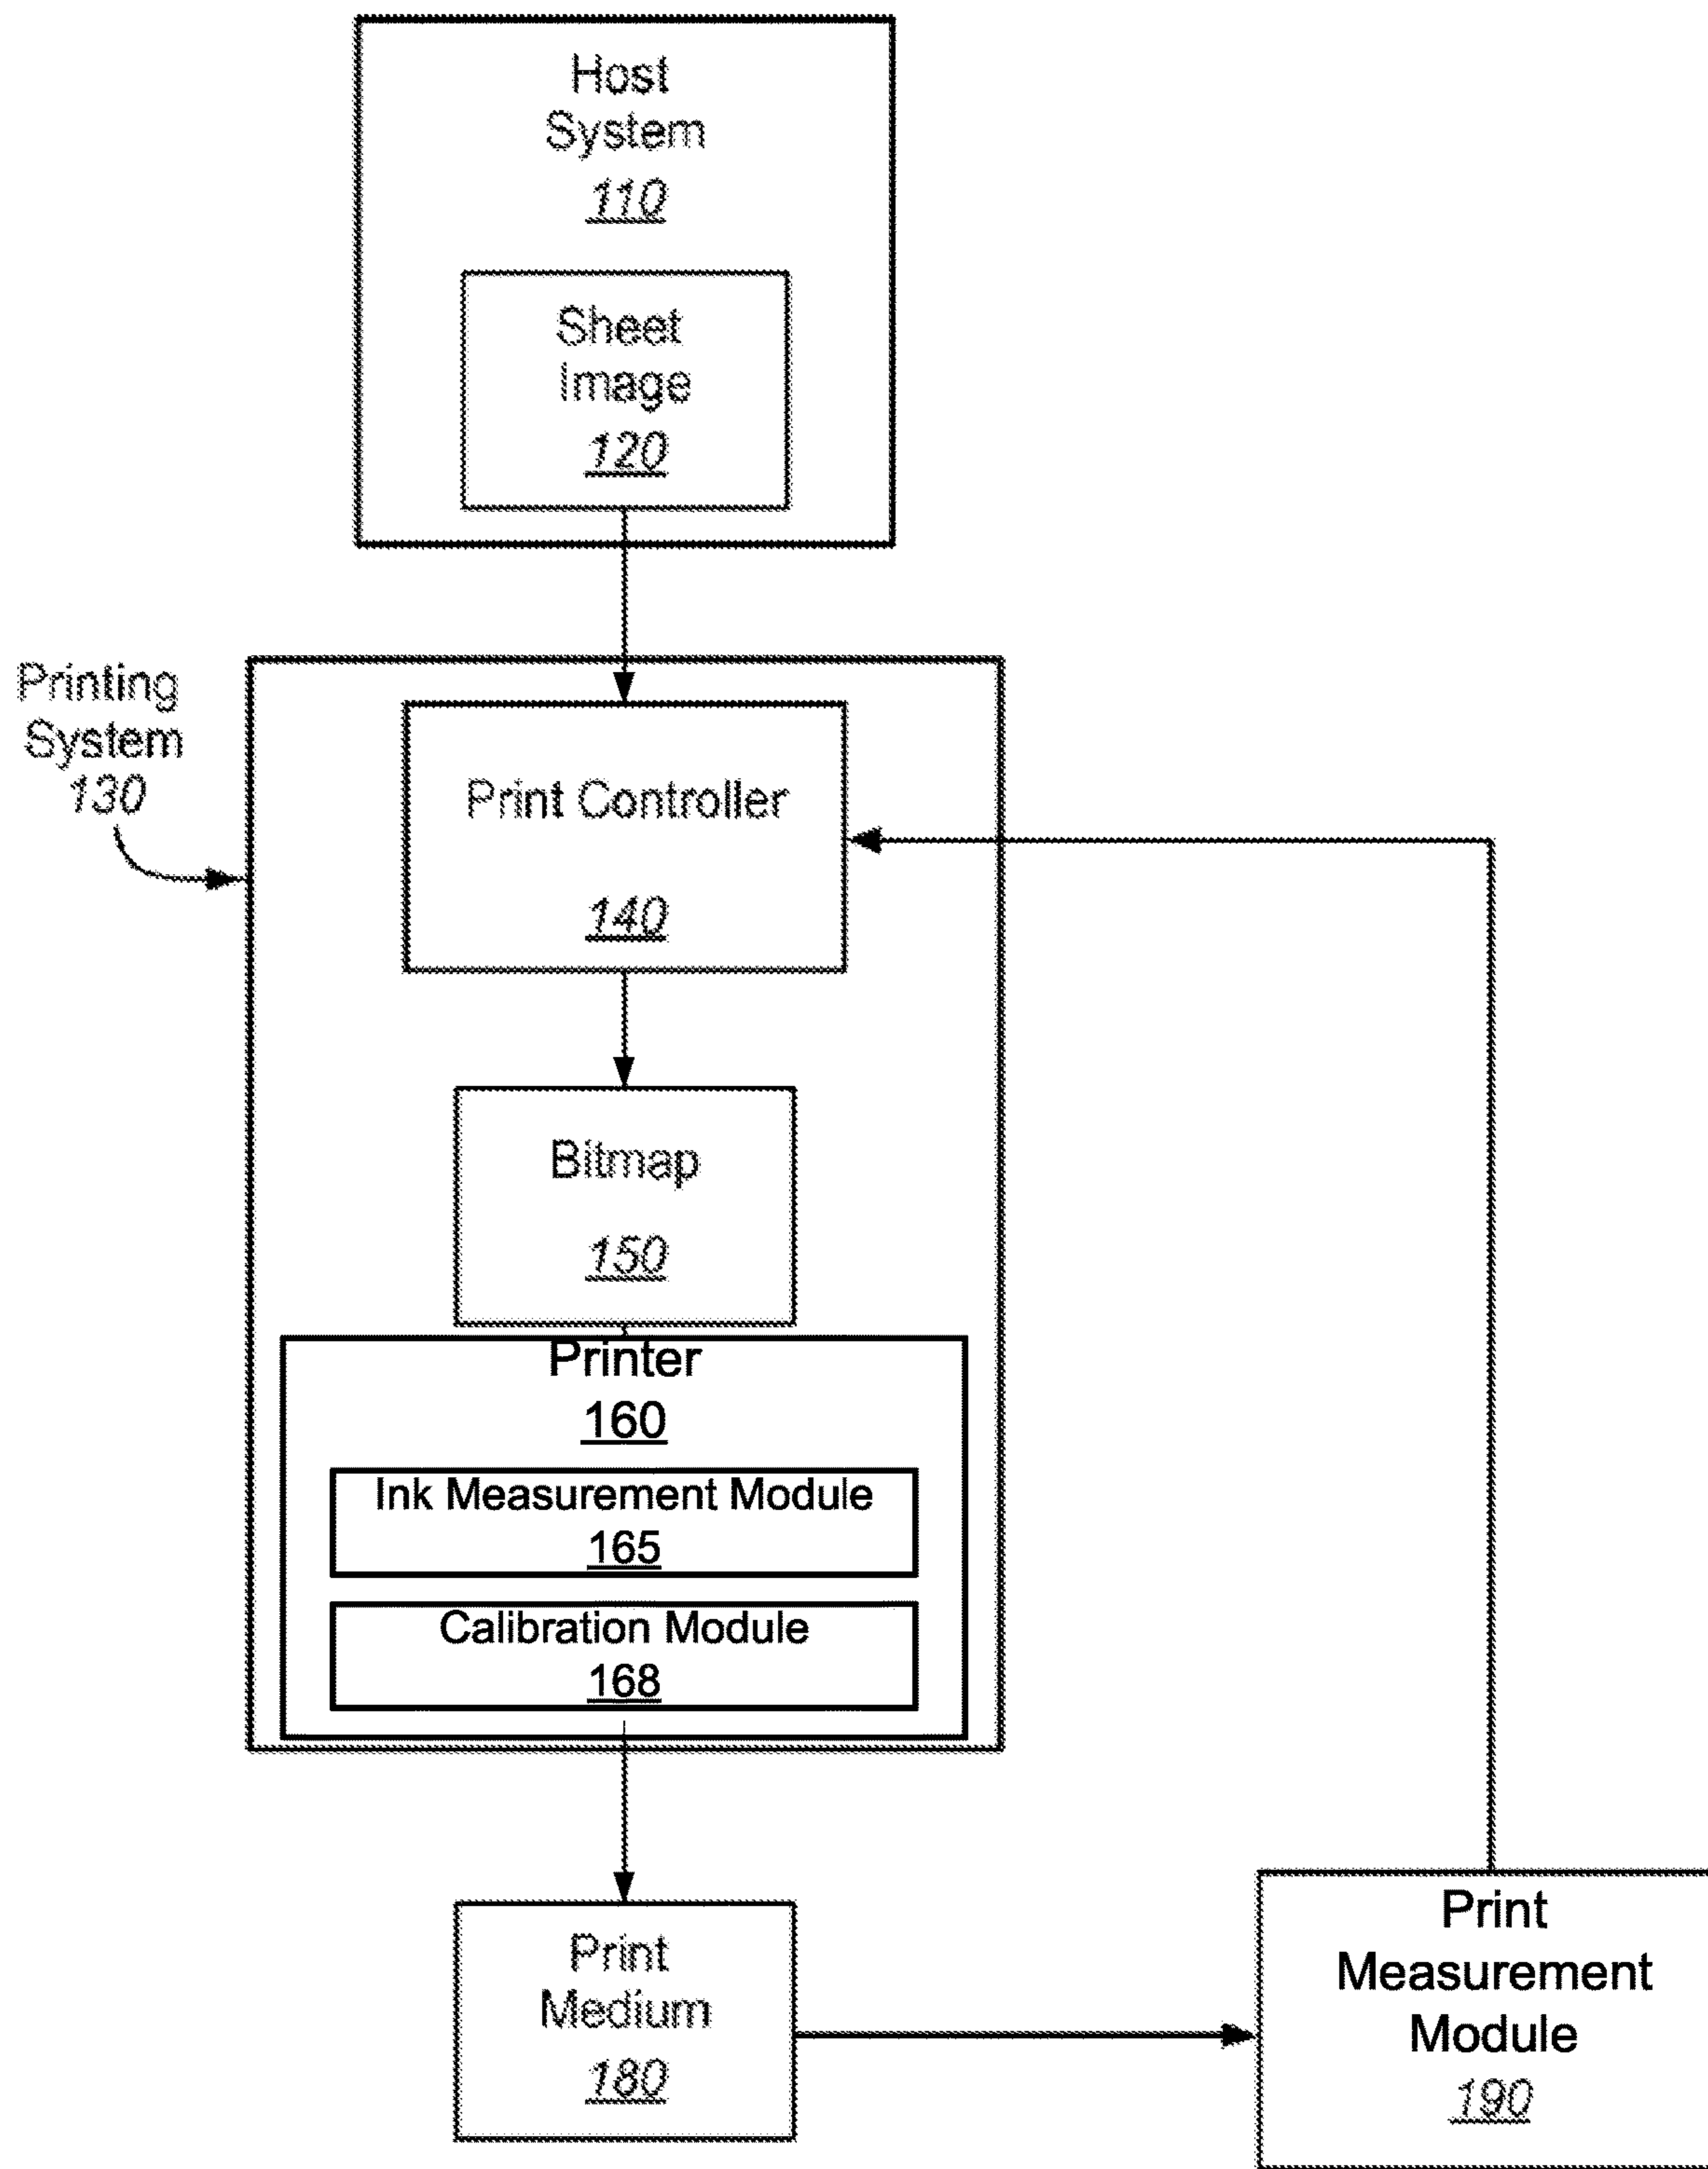 Host
System
110
Sheet
Image
120
Printing
System
130
Print Controller
140
Bitmap
150
Printer
160
Ink Measurement Module
165
Calibration Module
168
Print
Medium
180
Print
Measurement
Module
190